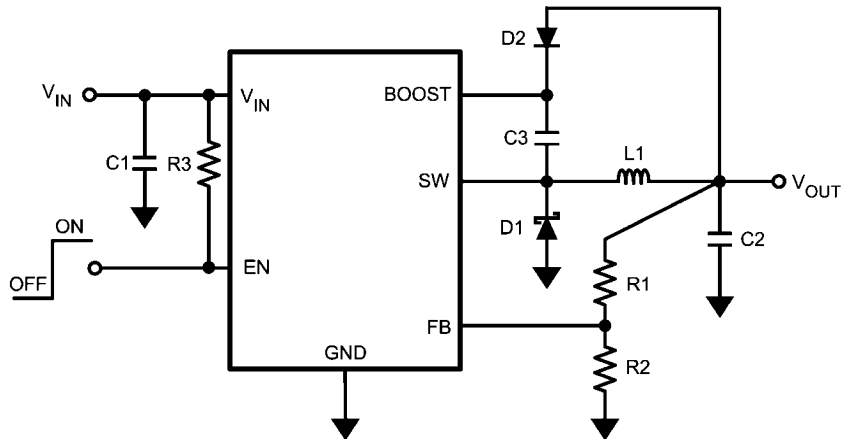 D2
V_IN
V_IN
BOOST
C1
R3
C3
L1
SW
V_OUT
ON
D1
C2
OFF
EN
R1
FB
GND
R2